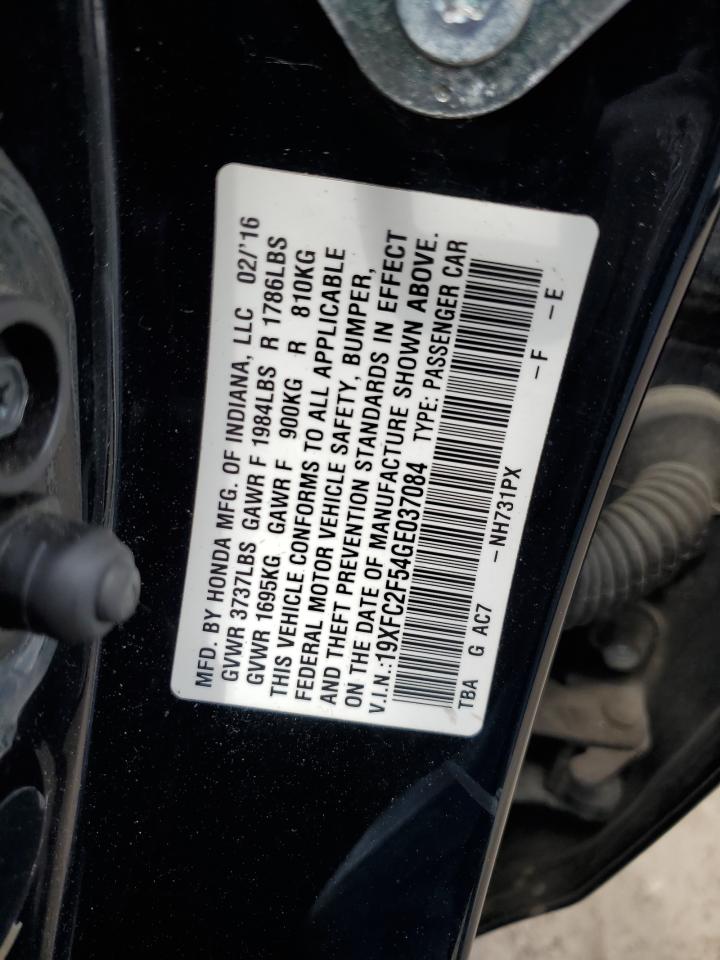 MFD. BY HONDA MFG. OF INDIANA, LLC 02/'16
GVWR 3737LBS GAWR F 1984LBS R 1786LBS
GVWR 1695KG GAWR F 900KG R 810KG
THIS VEHICLE CONFORMS TO ALL APPLICABLE
FEDERAL MOTOR VEHICLE SAFETY, BUMPER,
AND THEFT PREVENTION STANDARDS IN EFFECT
ON THE DATE OF MANUFACTURE SHOWN ABOVE.
V.I.N.:19XFC2F54GE037084 TYPE: PASSENGER CAR
TBA G AC7 – NH731PX – F – E